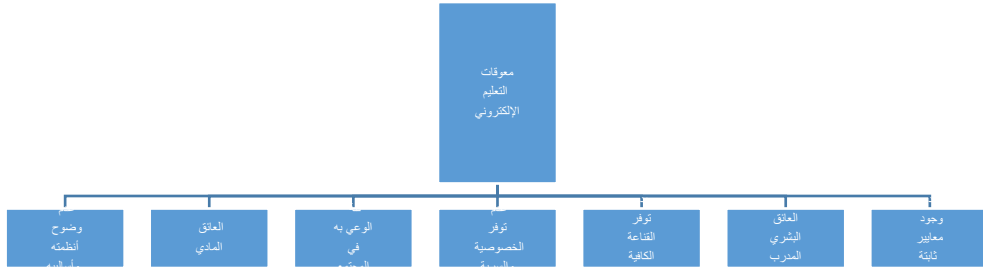 معوقات
التعليم
الإلكتروني
وجود
معايير
ثابتة
العائق
البشري
المدرب
توفر
القناعة
الكافية
توفر
الخصوصية
الوعي به
في
العائق
المادي
وضوح
أنظمته
وأساليبه